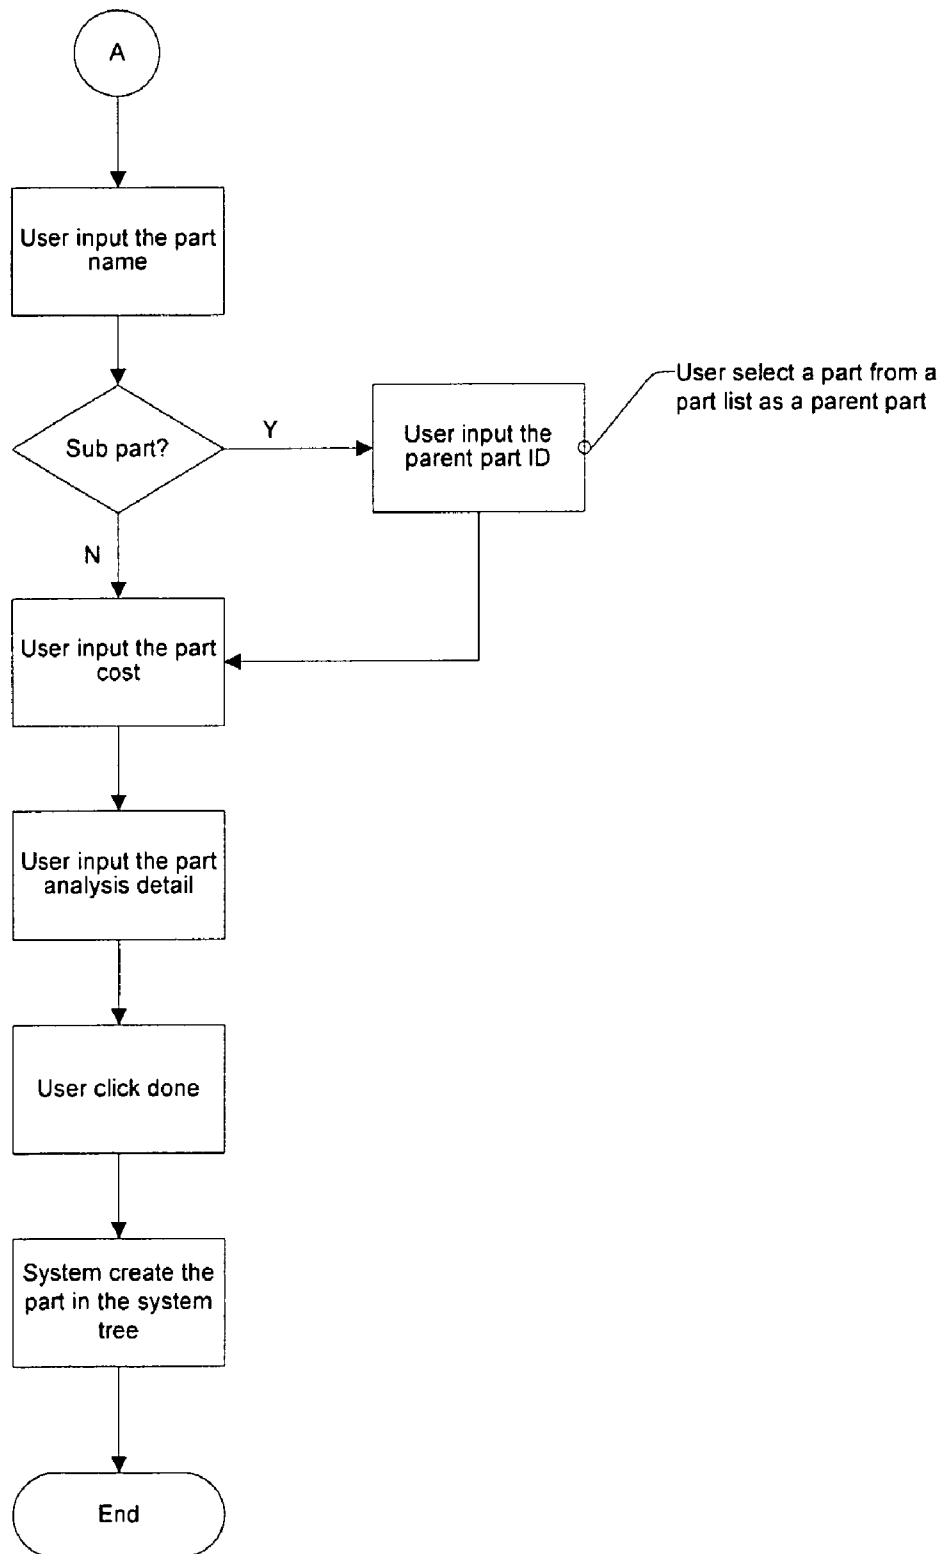 A
User input the part
name
Sub part?
Y
User input the
parent part ID
User select a part from a
part list as a parent part
N
User input the part
cost
User input the part
analysis detail
User click done
System create the
part in the system
tree
End